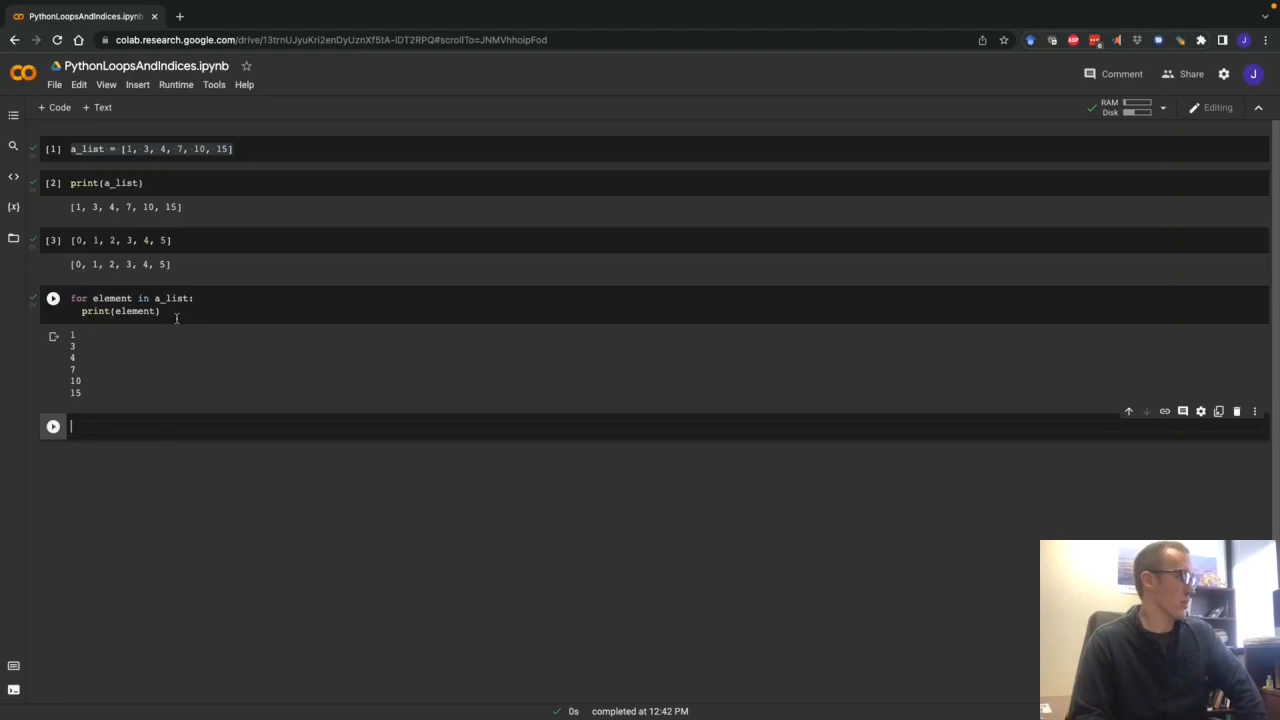 PythonLoopsAndIndices.ipynb
colab.research.google.com/drive/13trnUJyuKri2enDyUznXf5tA-iDT2RPQ#scrollTo=JNMVhhoipFod
ABP
J
PythonLoopsAndIndices.ipynb
Comment
Share
J
File Edit View Insert Runtime Tools Help
+ Code + Text
RAM
Disk
Editing
[1] a_list = [1, 3, 4, 7, 10, 15]
[2] print(a_list)
[1, 3, 4, 7, 10, 15]
[3] [0, 1, 2, 3, 4, 5]
[0, 1, 2, 3, 4, 5]
for element in a_list:
print(element)
1
3
4
7
10
15
0s completed at 12:42 PM